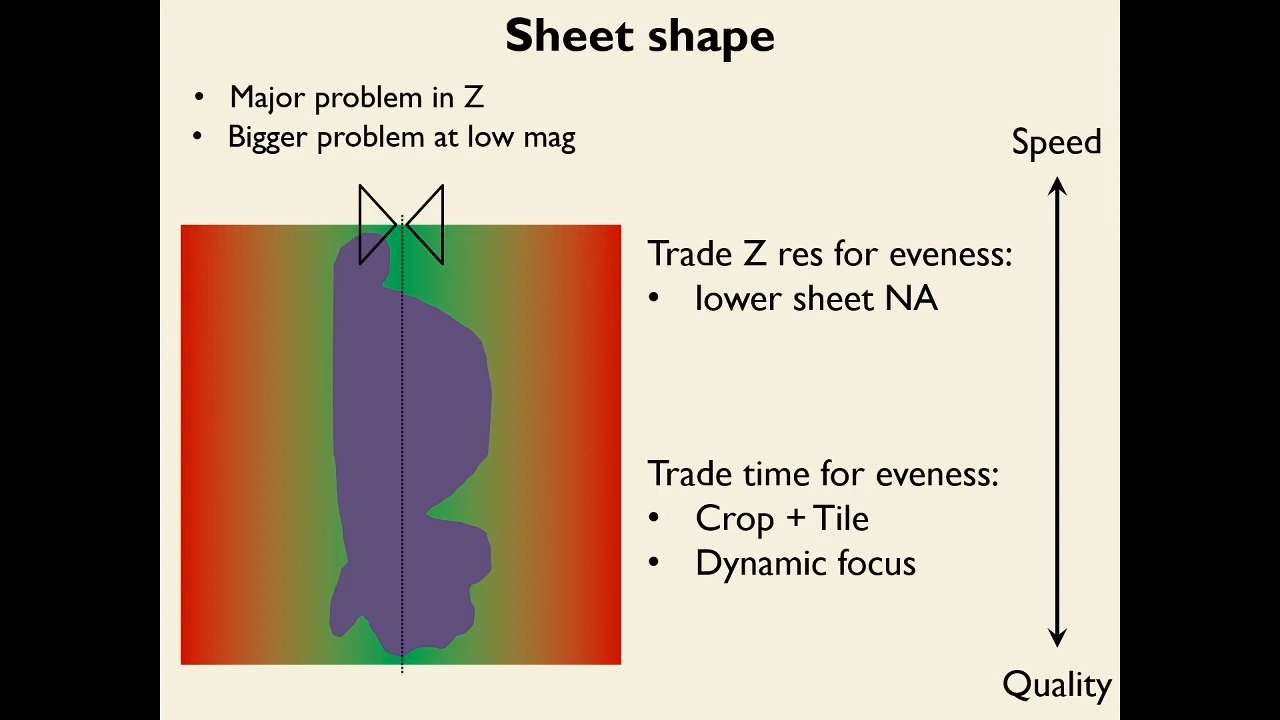 Sheet shape
• Major problem in Z
• Bigger problem at low mag
Speed
Trade Z res for eveness:
• lower sheet NA
Trade time for eveness:
• Crop + Tile
• Dynamic focus
Quality